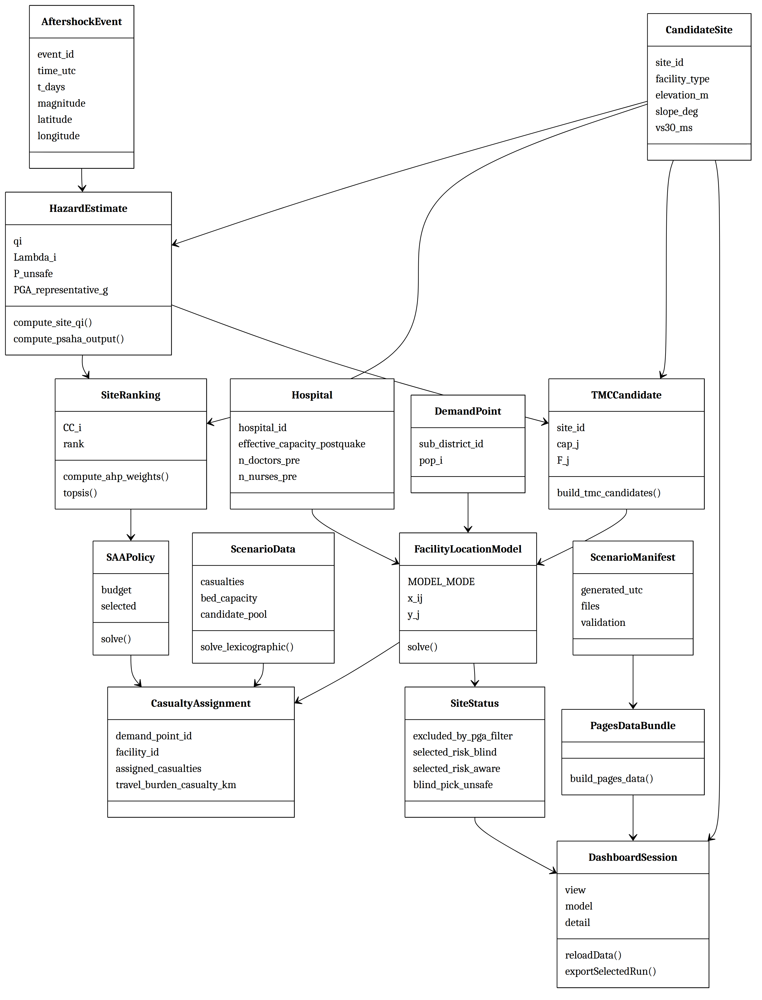 AftershockEvent
event_id
time_utc
t_days
magnitude
latitude
longitude
CandidateSite
site_id
facility_type
elevation_m
slope_deg
vs30_ms
HazardEstimate
qi
Lambda_i
P_unsafe
PGA_representative_g
compute_site_qi()
compute_psaha_output()
SiteRanking
CC_i
rank
compute_ahp_weights()
topsis()
Hospital
hospital_id
effective_capacity_postquake
n_doctors_pre
n_nurses_pre
DemandPoint
sub_district_id
pop_i
TMCCandidate
site_id
cap_j
F_j
build_tmc_candidates()
SAAPolicy
budget
selected
solve()
ScenarioData
casualties
bed_capacity
candidate_pool
solve_lexicographic()
FacilityLocationModel
MODEL_MODE
x_ij
y_j
solve()
ScenarioManifest
generated_utc
files
validation
CasualtyAssignment
demand_point_id
facility_id
assigned_casualties
travel_burden_casualty_km
SiteStatus
excluded_by_pga_filter
selected_risk_blind
selected_risk_aware
blind_pick_unsafe
PagesDataBundle
build_pages_data()
DashboardSession
view
model
detail
reloadData()
exportSelectedRun()